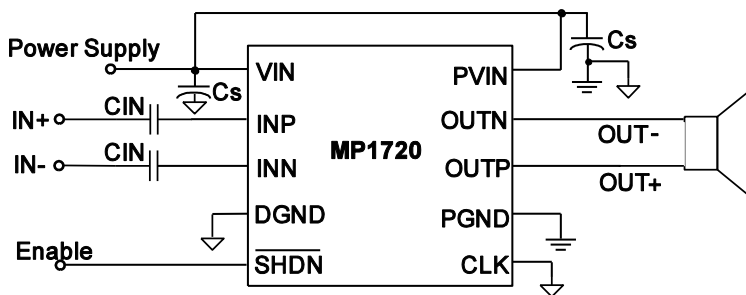 Power Supply
Cs
VIN
PVIN
Cs
CIN
IN+
INP
OUTN
OUT-
MP1720
CIN
IN-
INN
OUTP
OUT+
DGND
PGND
Enable
SHDN
CLK